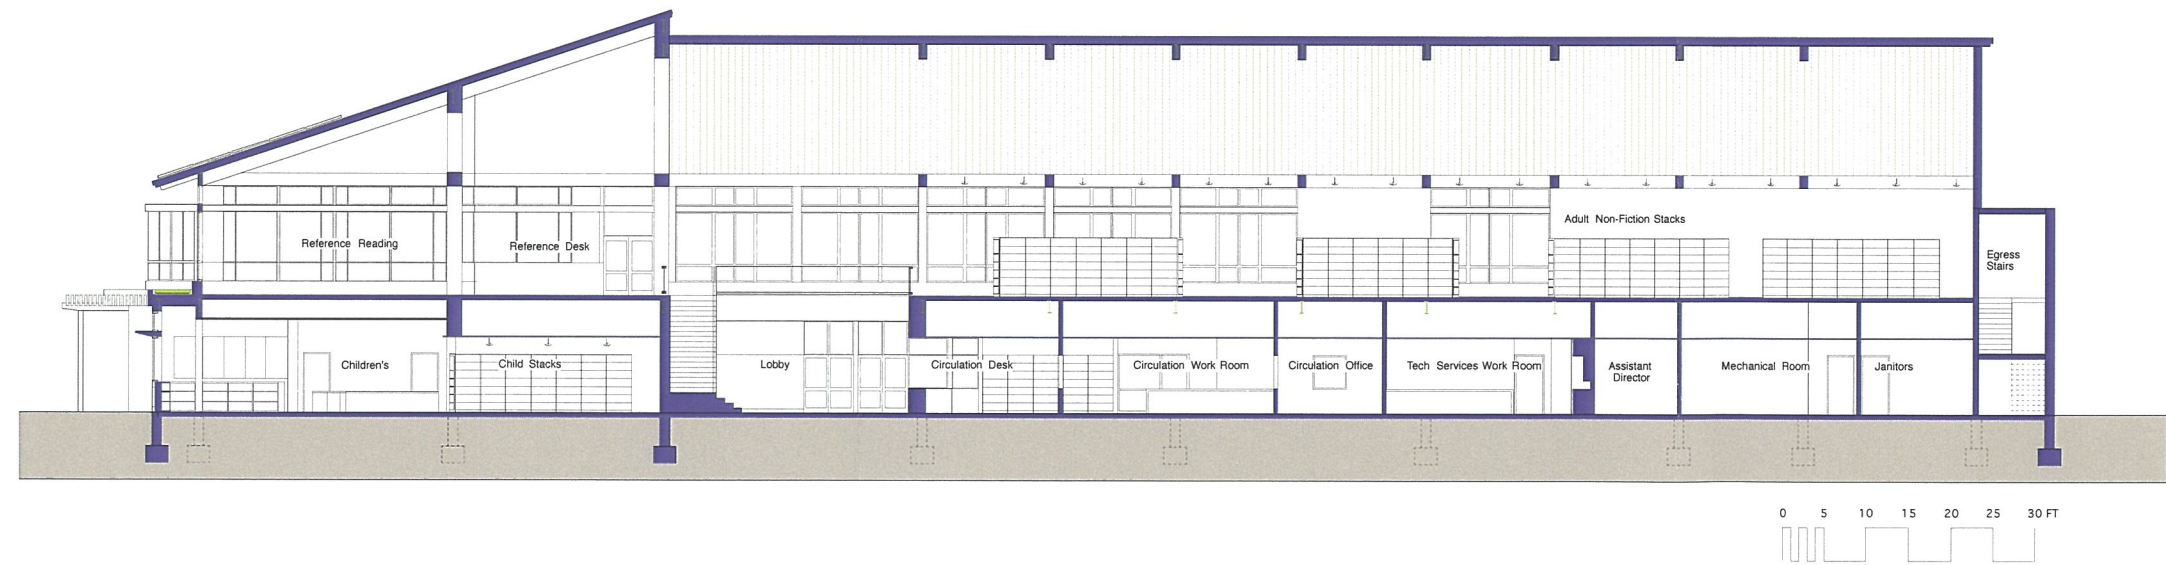 Adult Non-Fiction Stacks
Reference Reading
Reference Desk
Egress
Stairs
Children's
Child Stacks
Lobby
Circulation Desk
Circulation Work Room
Circulation Office
Tech Services Work Room
Assistant
Director
Mechanical Room
Janitors
0 5 10 15 20 25 30 FT